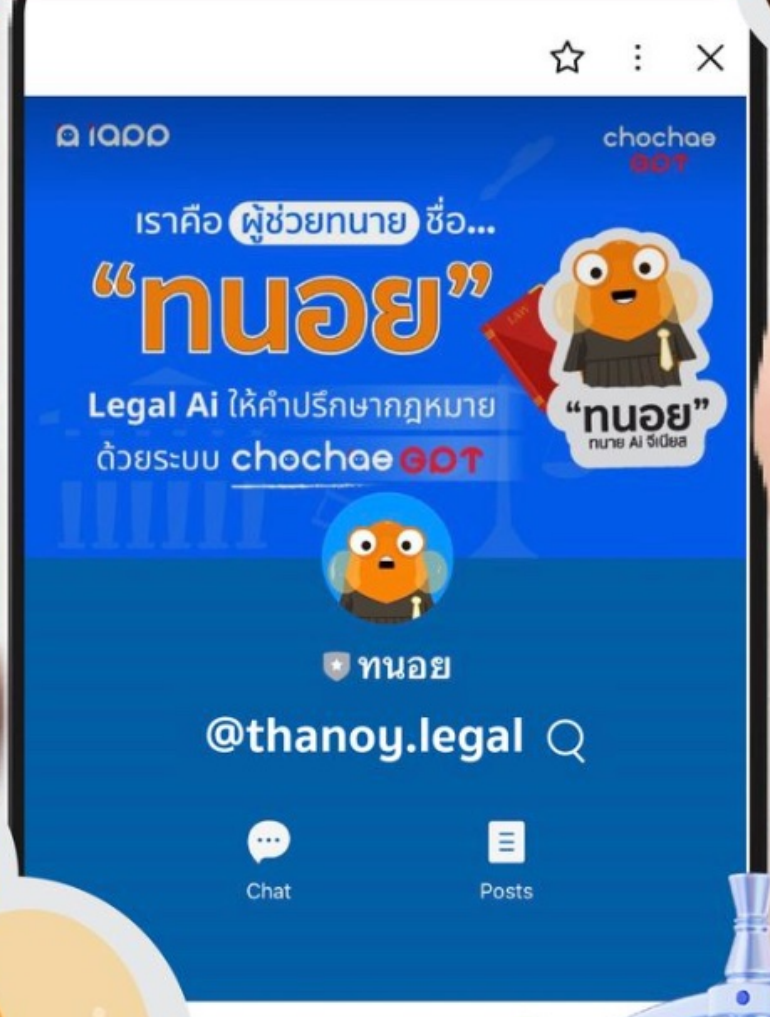 iapp
chochae
GPT
เราคือ ผู้ช่วยทนาย ชื่อ...
“ทนอย”
LAW
Legal Ai ให้คำปรึกษากฎหมาย
ด้วยระบบ chochae GPT
“ทนอย”
ทนาย Ai จีเนียส
ทนอย
@thanoy.legal
Chat
Posts